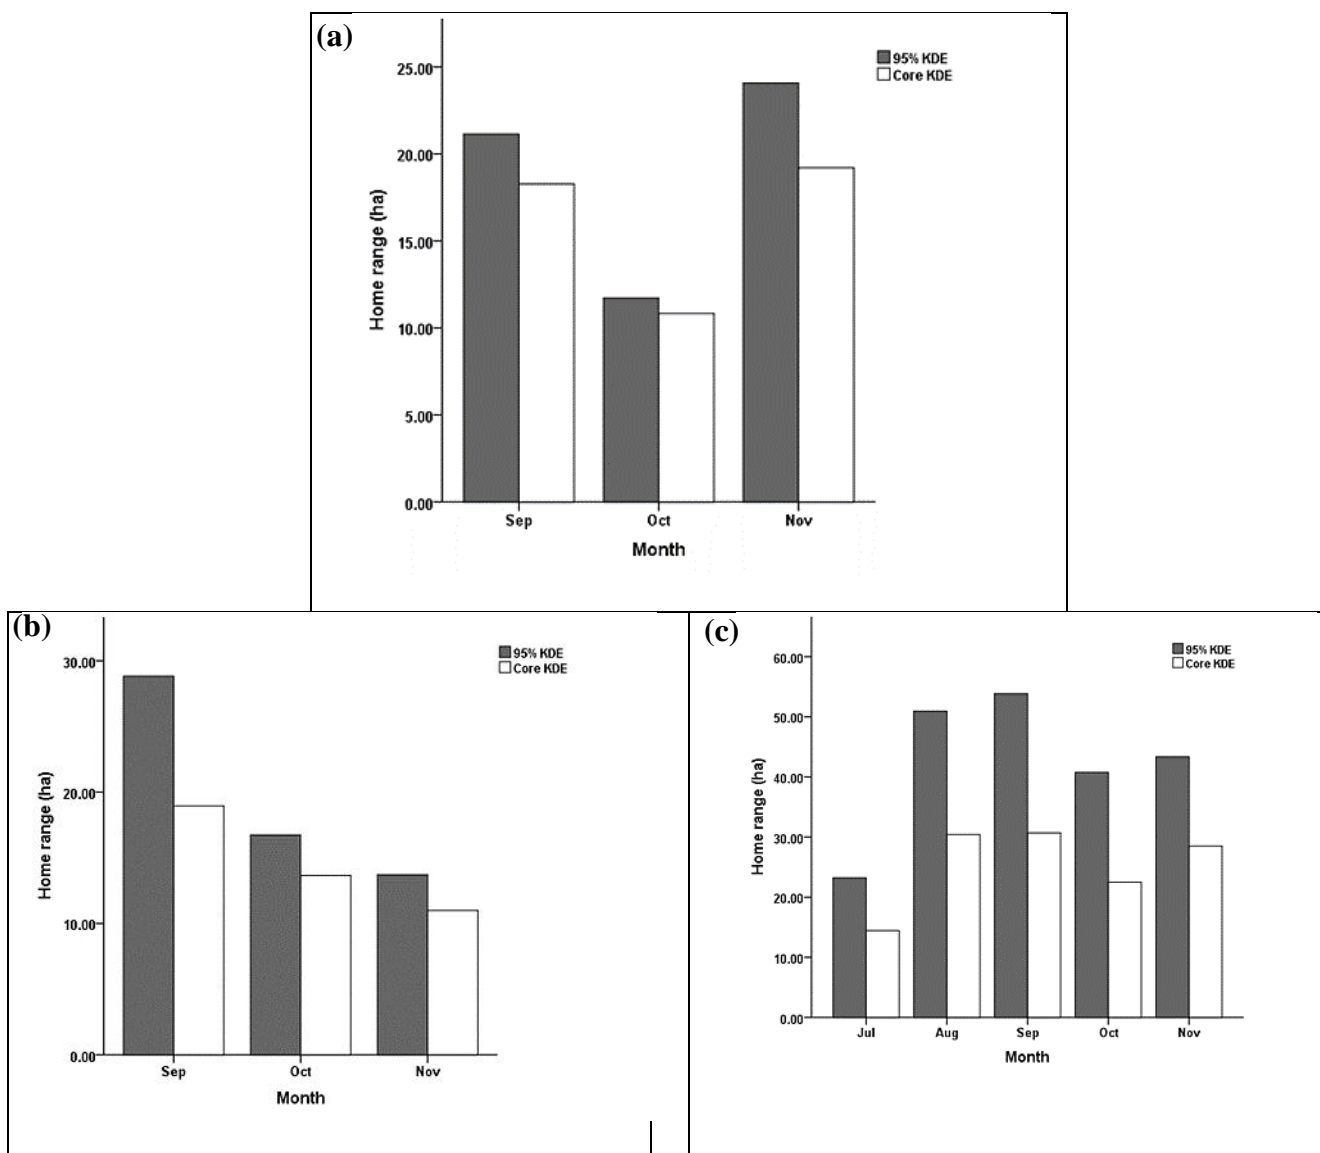 (a)
95% KDE
Core KDE
25.00
20.00
15.00
10.00
5.00
0.00
Home range (ha)
Sep Oct Nov
Month
(b)
95% KDE
Core KDE
30.00
20.00
10.00
0.00
Home range (ha)
Sep Oct Nov
Month
(c)
95% KDE
Core KDE
60.00
50.00
40.00
30.00
20.00
10.00
0.00
Home range (ha)
Jul Aug Sep Oct Nov
Month